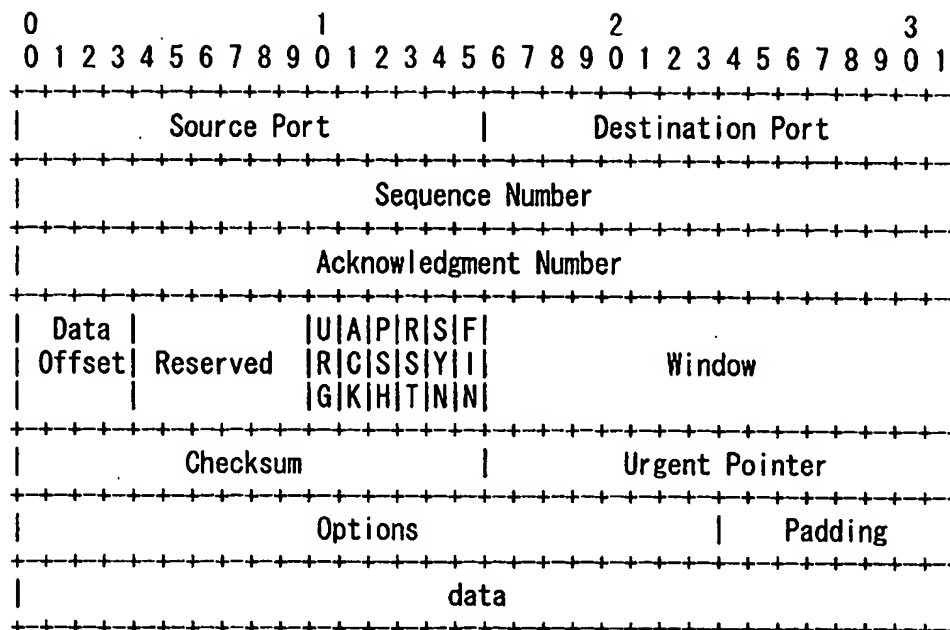 0 1 2 3
0 1 2 3 4 5 6 7 8 9 0 1 2 3 4 5 6 7 8 9 0 1 2 3 4 5 6 7 8 9 0 1
+-+-+-+-+-+-+-+-+-+-+-+-+-+-+-+-+-+-+-+-+-+-+-+-+-+-+-+-+-+-+-+-
| Source Port | Destination Port
+-+-+-+-+-+-+-+-+-+-+-+-+-+-+-+-+-+-+-+-+-+-+-+-+-+-+-+-+-+-+-+-
| Sequence Number
+-+-+-+-+-+-+-+-+-+-+-+-+-+-+-+-+-+-+-+-+-+-+-+-+-+-+-+-+-+-+-+-
| Acknowledgment Number
+-+-+-+-+-+-+-+-+-+-+-+-+-+-+-+-+-+-+-+-+-+-+-+-+-+-+-+-+-+-+-+-
| Data | |U|A|P|R|S|F|
| Offset| Reserved |R|C|S|S|Y|I| Window
| | |G|K|H|T|N|N|
+-+-+-+-+-+-+-+-+-+-+-+-+-+-+-+-+-+-+-+-+-+-+-+-+-+-+-+-+-+-+-+-
| Checksum | Urgent Pointer
+-+-+-+-+-+-+-+-+-+-+-+-+-+-+-+-+-+-+-+-+-+-+-+-+-+-+-+-+-+-+-+-
| Options | Padding
+-+-+-+-+-+-+-+-+-+-+-+-+-+-+-+-+-+-+-+-+-+-+-+-+-+-+-+-+-+-+-+-
| data
+-+-+-+-+-+-+-+-+-+-+-+-+-+-+-+-+-+-+-+-+-+-+-+-+-+-+-+-+-+-+-+-